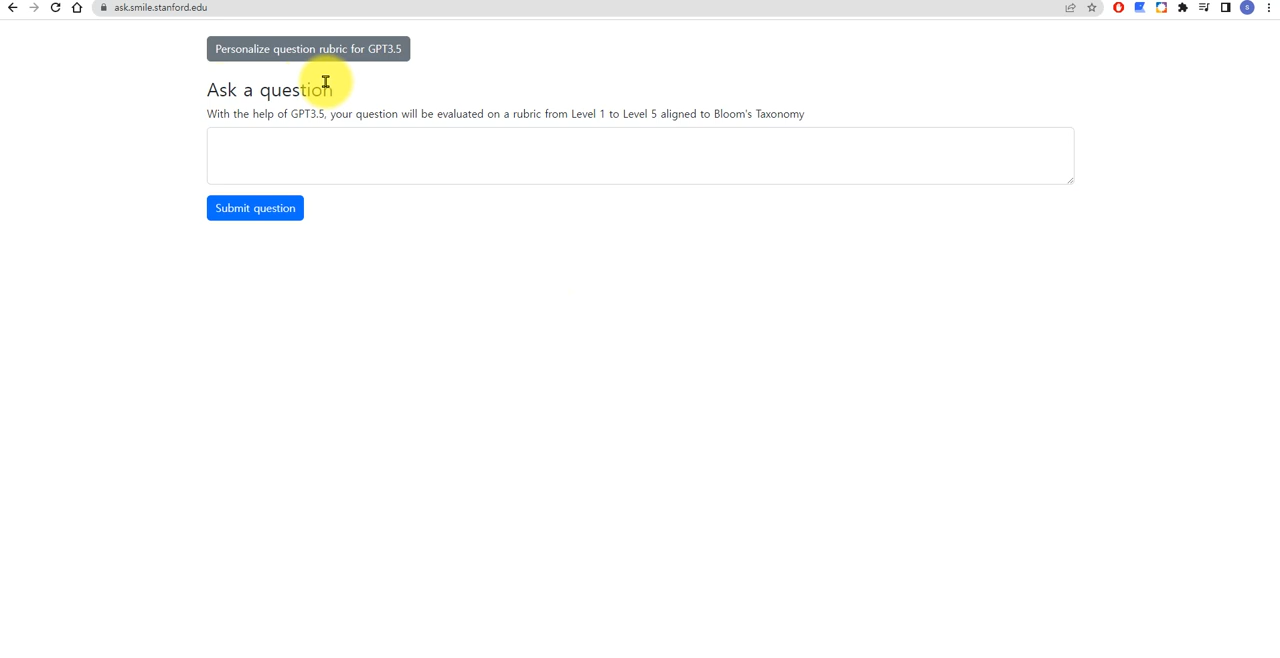 ask.smile.stanford.edu
S
Personalize question rubric for GPT3.5
Ask a question
With the help of GPT3.5, your question will be evaluated on a rubric from Level 1 to Level 5 aligned to Bloom's Taxonomy
Submit question